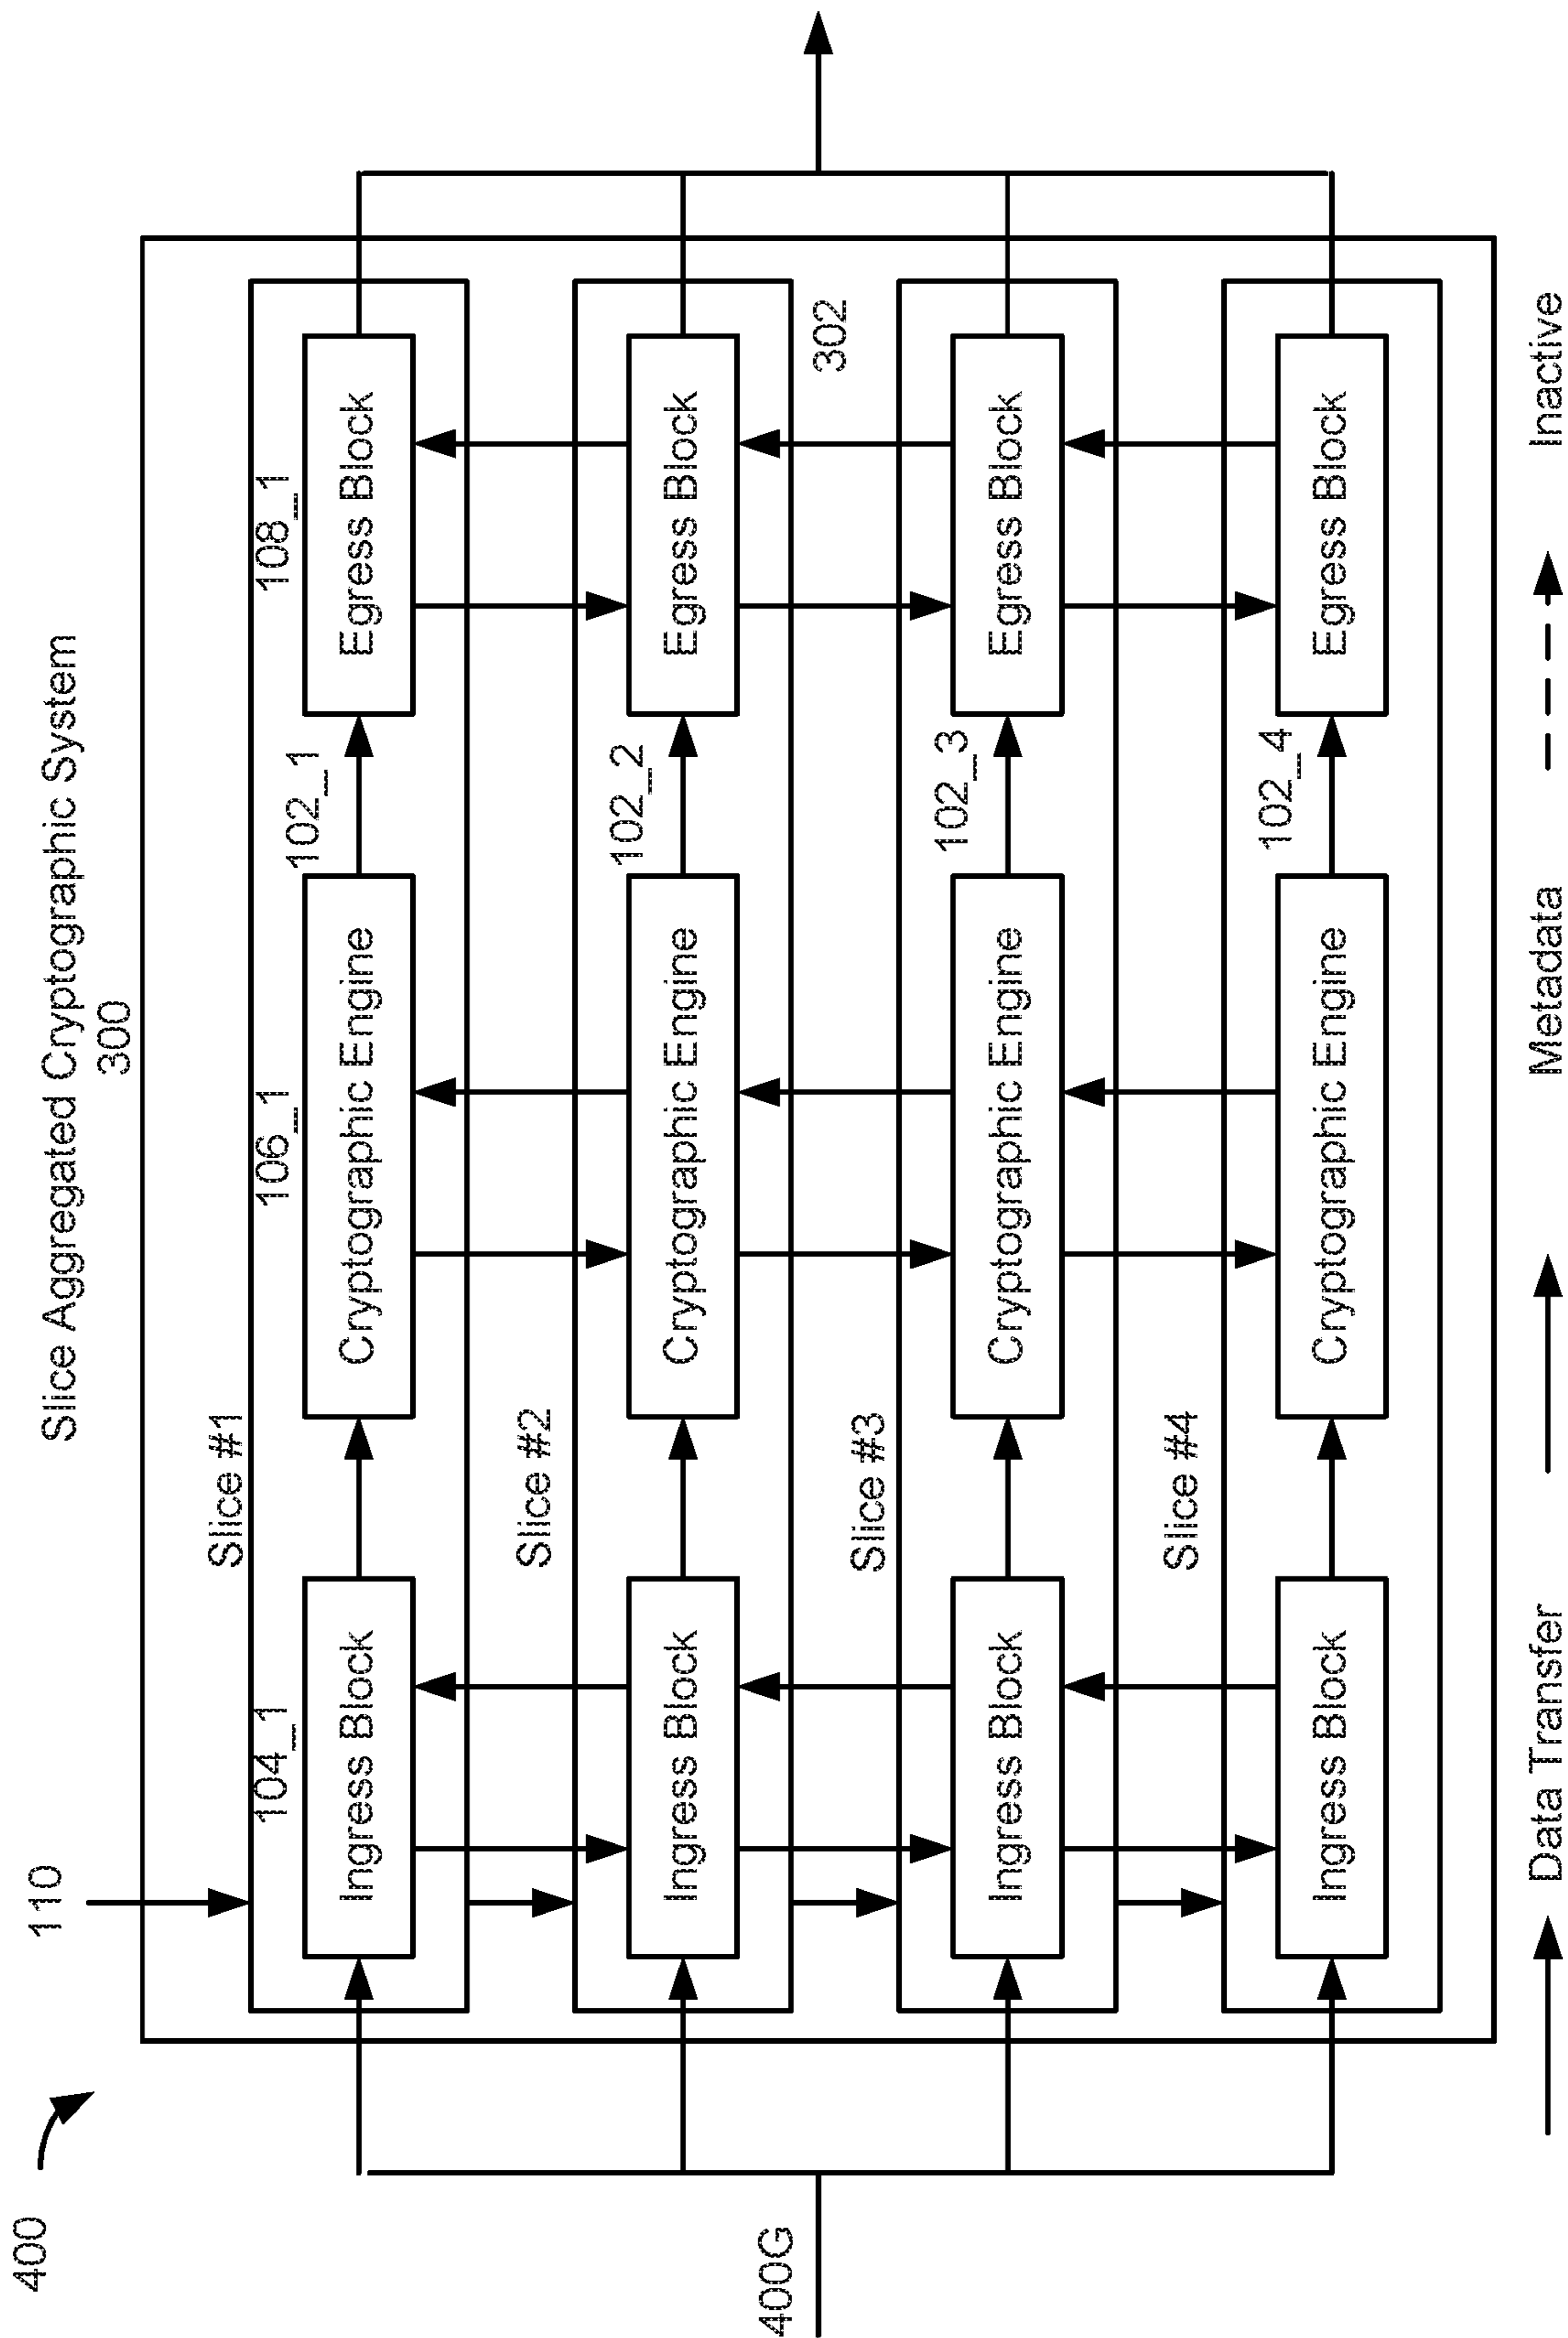 400
110
Slice Aggregated Cryptographic System
300
Slice #1
104_1
106_1
108_1
Ingress Block
Cryptographic Engine
102_1
Egress Block
Slice #2
Ingress Block
Cryptographic Engine
102_2
Egress Block
400G
302
Slice #3
Ingress Block
Cryptographic Engine
102_3
Egress Block
Slice #4
Ingress Block
Cryptographic Engine
102_4
Egress Block
Data Transfer
Metadata
Inactive